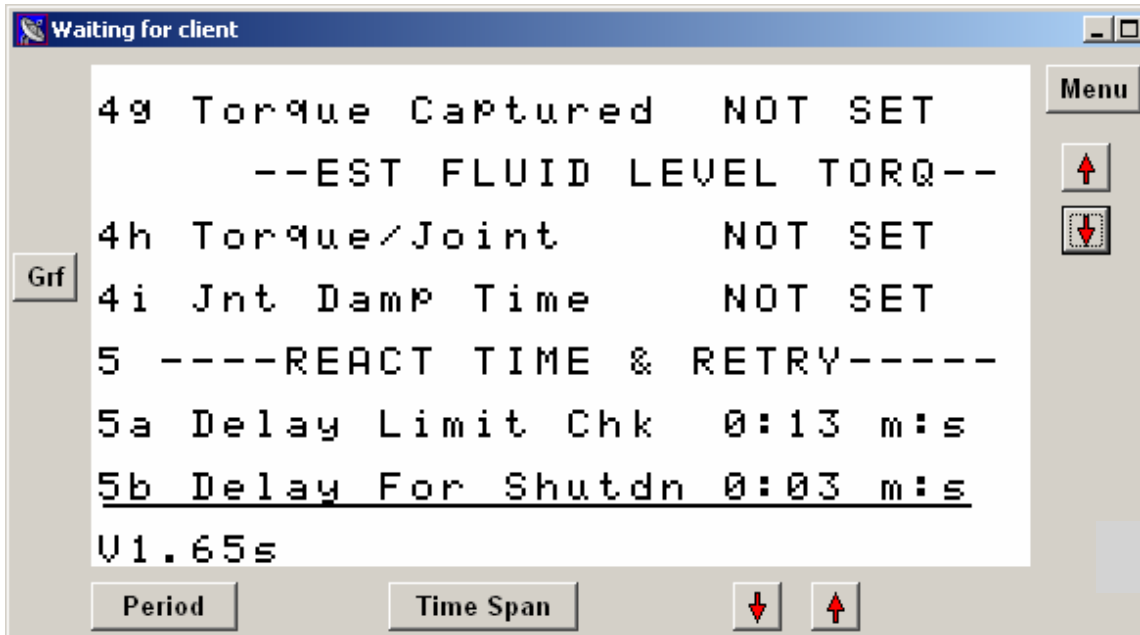 Waiting for client
4g Torque Captured NOT SET
Menu
--EST FLUID LEVEL TORQ--
4h Torque/Joint NOT SET
Grf
4i Jnt Damp Time NOT SET
5 ----REACT TIME & RETRY-----
5a Delay Limit Chk 0:13 m:s
5b Delay For Shutdn 0:03 m:s
V1.65s
Period
Time Span